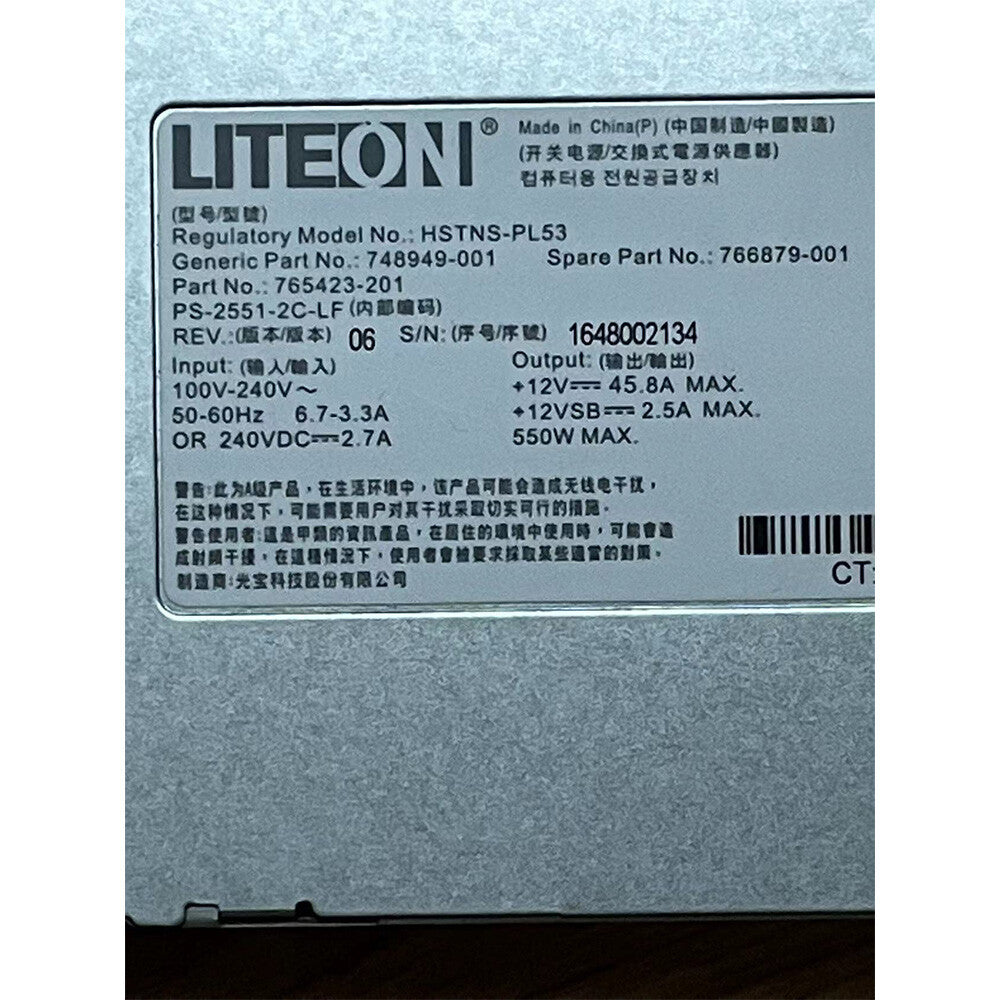 LITEON®
Made in China(P) (中国制造/中國製造)
(开关电源/交換式電源供應器)
컴퓨터용 전원공급장치
(型号/型號)
Regulatory Model No.: HSTNS-PL53
Generic Part No.: 748949-001 Spare Part No.: 766879-001
Part No.: 765423-201
PS-2551-2C-LF (内部编码)
REV.:(版本/版本) 06 S/N: (序号/序號) 1648002134
Input: (输入/輸入)
100V-240V～
50-60Hz 6.7-3.3A
OR 240VDC⎓2.7A
Output: (输出/輸出)
+12V⎓ 45.8A MAX.
+12VSB⎓ 2.5A MAX.
550W MAX.
警告:此为A级产品，在生活环境中，该产品可能会造成无线电干扰，
在这种情况下，可能需要用户对其干扰采取切实可行的措施。
警告使用者:這是甲類的資訊產品，在居住的環境中使用時，可能會造
成射頻干擾，在這種情況下，使用者會被要求採取某些適當的對策。
制造商:光宝科技股份有限公司
CT: